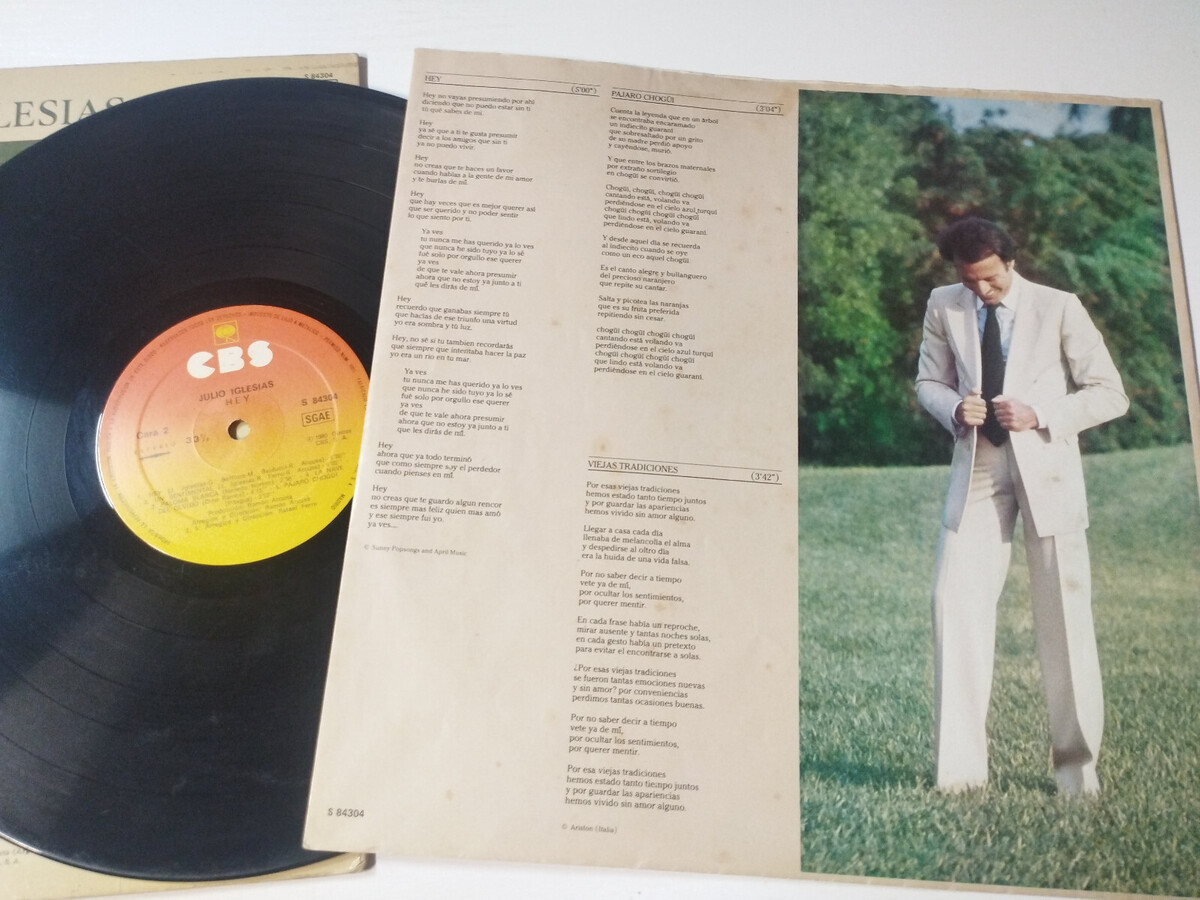 LESIAS
S 84304
CBS
JULIO IGLESIAS
HEY
Cara 2
33⅓
S 84304
SGAE
HEY
(5'00")
Hey no vayas presumiendo por ahí
diciendo que no puedo estar sin ti
tú qué sabes de mí.
Hey
ya sé que a ti te gusta presumir
decir a los amigos que sin ti
ya no puedo vivir.
Hey
no creas que te haces un favor
cuando hablas a la gente de mi amor
y te burlas de mí.
Hey
que hay veces que es mejor querer así
que ser querido y no poder sentir
lo que siento por ti.
Ya ves
tu nunca me has querido ya lo ves
que nunca he sido tuyo ya lo sé
fué solo por orgullo ese querer
ya ves
de que te vale ahora presumir
ahora que no estoy ya junto a ti
qué les dirás de mí.
Hey
recuerdo que ganabas siempre tú
que hacías de ese triunfo una virtud
yo era sombra y tú luz.
Hey, no sé si tu tambien recordarás
que siempre que intentaba hacer la paz
yo era un río en tu mar.
Ya ves
tu nunca me has querido ya lo ves
que nunca he sido tuyo ya lo sé
fué solo por orgullo ese querer
ya ves
de que te vale ahora presumir
ahora que no estoy ya junto a ti
que les dirás de mí.
Hey
ahora que ya todo terminó
que como siempre soy el perdedor
cuando pienses en mí.
Hey
no creas que te guardo algun rencor
es siempre mas feliz quien mas amó
y ese siempre fui yo.
ya ves....
© Sunny Popsongs and April Music
S 84304
PAJARO CHOGÜI
(3'04")
Cuenta la leyenda que en un árbol
se encontraba encaramado
un indiecito guaraní
que sobresaltado por un grito
de su madre perdió apoyo
y cayéndose, murió.
Y que entre los brazos maternales
por extraño sortilegio
en chogüí se convirtió.
Chogüí, chogüí, chogüí chogüí
cantando está, volando va
perdiéndose en el cielo azul turquí
chogüí chogüí chogüí chogüí
que lindo está, volando va
perdiéndose en el cielo guaraní.
Y desde aquel día se recuerda
al indiecito cuando se oye
como un eco aquel chogüí.
Es el canto alegre y bullanguero
del precioso naranjero
que repite su cantar.
Salta y picotea las naranjas
que es su fruta preferida
repitiendo sin cesar.
chogüí chogüí chogüí chogüí
cantando está volando va
perdiéndose en el cielo azul turquí
chogüí chogüí chogüí chogüí
que lindo está volando va
perdiéndose en el cielo guaraní.
VIEJAS TRADICIONES
(3'42")
Por esas viejas tradiciones
hemos estado tanto tiempo juntos
y por guardar las apariencias
hemos vivido sin amor alguno.
Llegar a casa cada día
llenaba de melancolía el alma
y despedirse al oltro día
era la huida de una vida falsa.
Por no saber decir a tiempo
vete ya de mí,
por ocultar los sentimientos,
por querer mentir.
En cada frase había un reproche,
mirar ausente y tantas noches solas,
en cada gesto había un pretexto
para evitar el encontrarse a solas.
¿Por esas viejas tradiciones
se fueron tantas emociones nuevas
y sin amor? por conveniencias
perdimos tantas ocasiones buenas.
Por no saber decir a tiempo
vete ya de mí,
por ocultar los sentimientos,
por querer mentir.
Por esa viejas tradiciones
hemos estado tanto tiempo juntos
y por guardar las apariencias
hemos vivido sin amor alguno.
© Ariston (Italia)